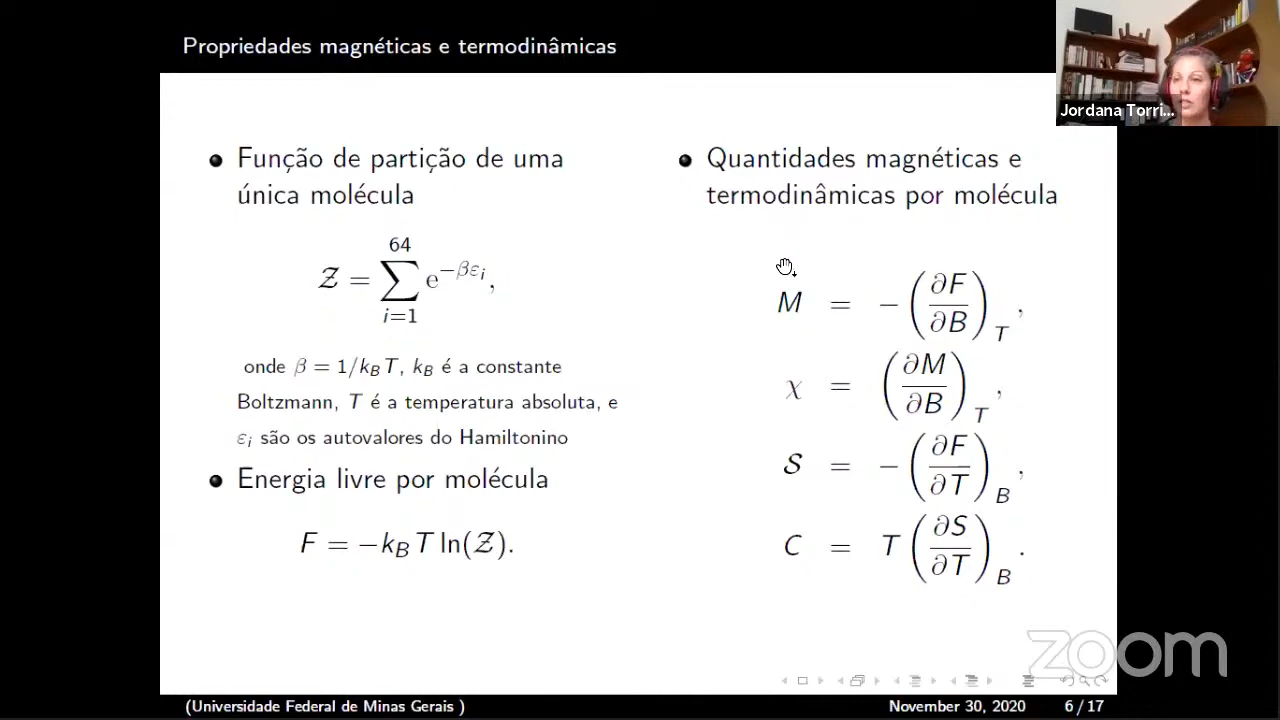 Propriedades magnéticas e termodinâmicas
Jordana Torri...
● Função de partição de uma
única molécula
𝒵 = ∑_{i=1}^{64} e^{−βε_i},
onde β = 1/k_B T, k_B é a constante
Boltzmann, T é a temperatura absoluta, e
ε_i são os autovalores do Hamiltonino
● Energia livre por molécula
F = −k_B T ln(𝒵).
● Quantidades magnéticas e
termodinâmicas por molécula
M = −(∂F/∂B)_T,
χ = (∂M/∂B)_T,
𝒮 = −(∂F/∂T)_B,
C = T(∂S/∂T)_B.
zoom
(Universidade Federal de Minas Gerais )
November 30, 2020
6 / 17